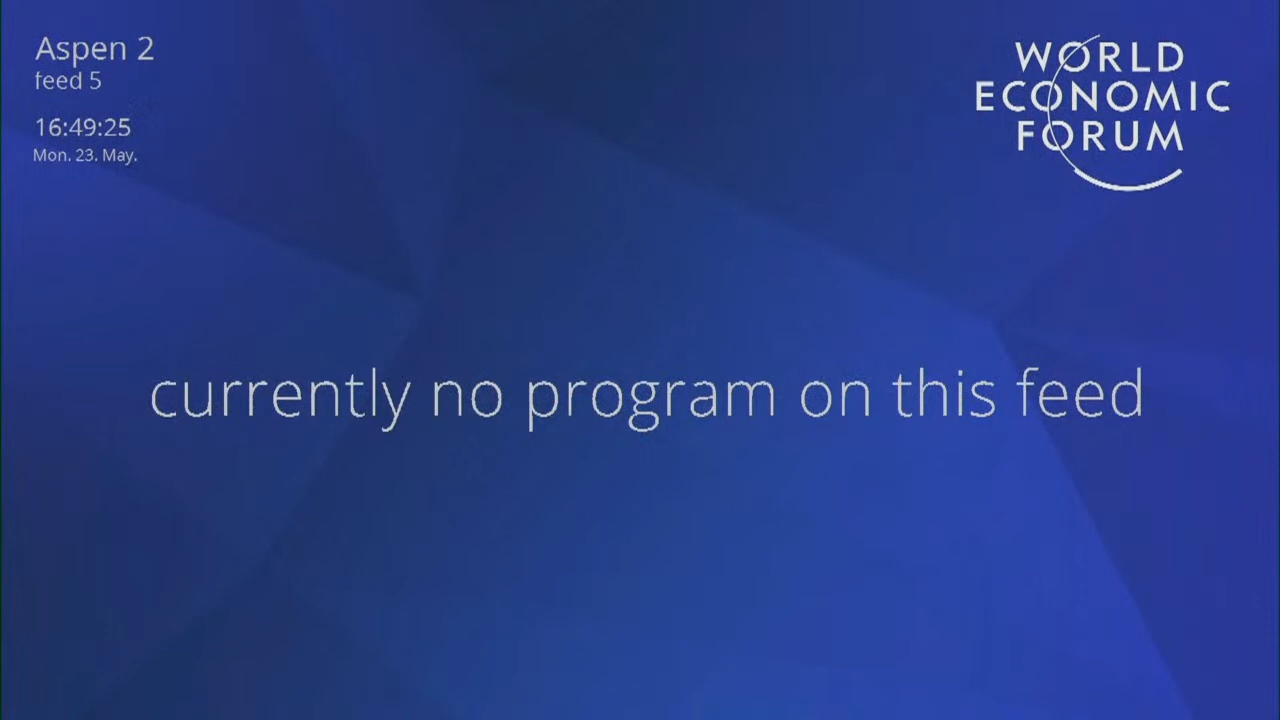 Aspen 2
feed 5
16:49:25
Mon. 23. May.
WORLD
ECONOMIC
FORUM
currently no program on this feed